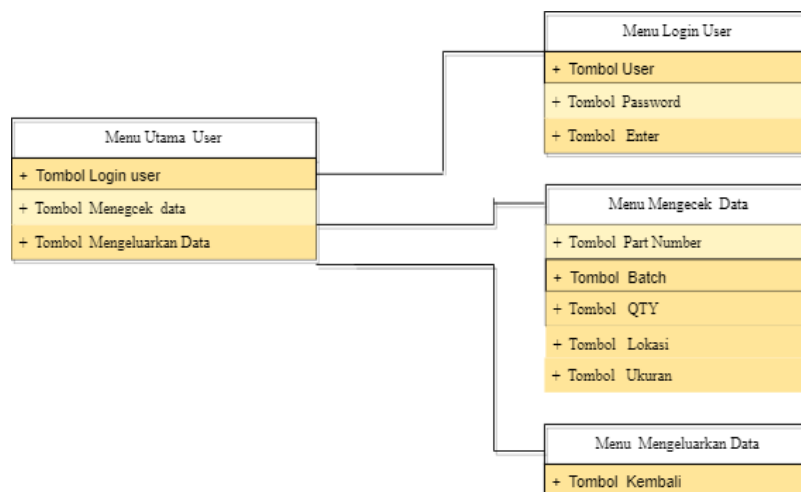 Menu Utama User
+ Tombol Login user
+ Tombol Menegcek data
+ Tombol Mengeluarkan Data
Menu Login User
+ Tombol User
+ Tombol Password
+ Tombol Enter
Menu Mengecek Data
+ Tombol Part Number
+ Tombol Batch
+ Tombol QTY
+ Tombol Lokasi
+ Tombol Ukuran
Menu Mengeluarkan Data
+ Tombol Kembali